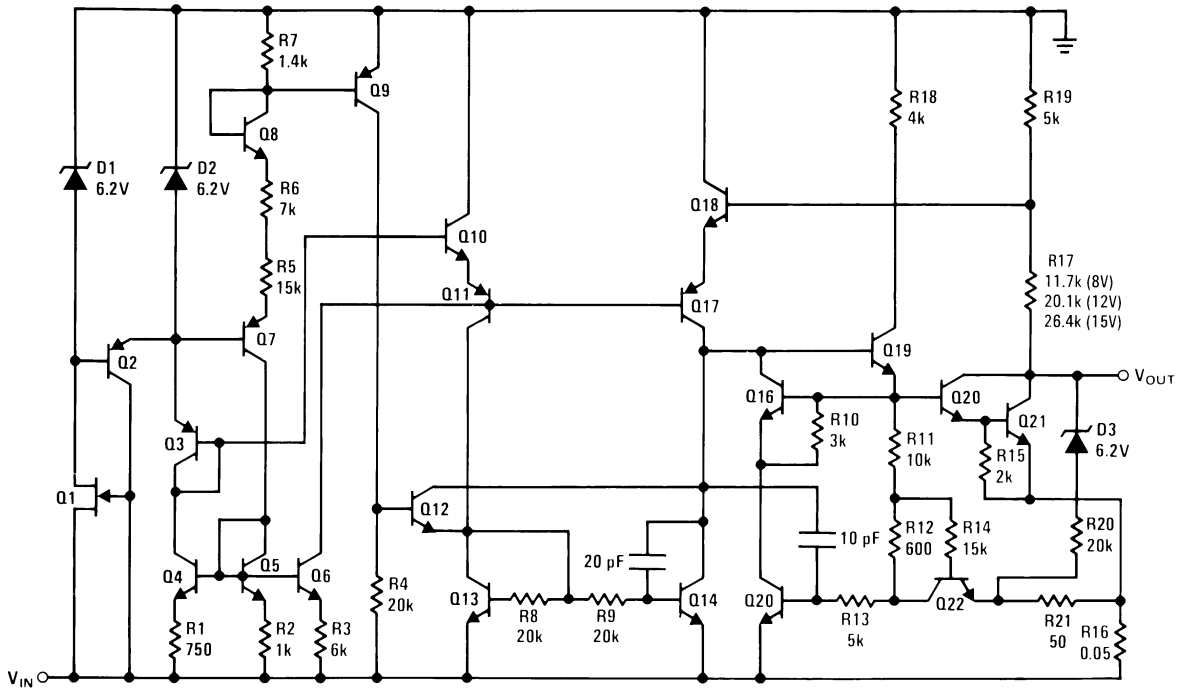 R7
1.4k
Q9
Q8
R18
4k
R19
5k
D1
6.2V
D2
6.2V
R6
7k
Q18
Q10
R5
15k
Q11
R17
11.7k (8V)
20.1k (12V)
26.4k (15V)
Q17
Q7
Q2
Q19
VOUT
Q16
Q20
Q21
D3
6.2V
Q3
R10
3k
R11
10k
R15
2k
Q1
Q12
10 pF
R12
600
R14
15k
R20
20k
20 pF
Q4
Q5
Q6
R4
20k
Q13
R8
20k
R9
20k
Q14
Q20
R13
5k
Q22
R21
50
R16
0.05
R1
750
R2
1k
R3
6k
VIN